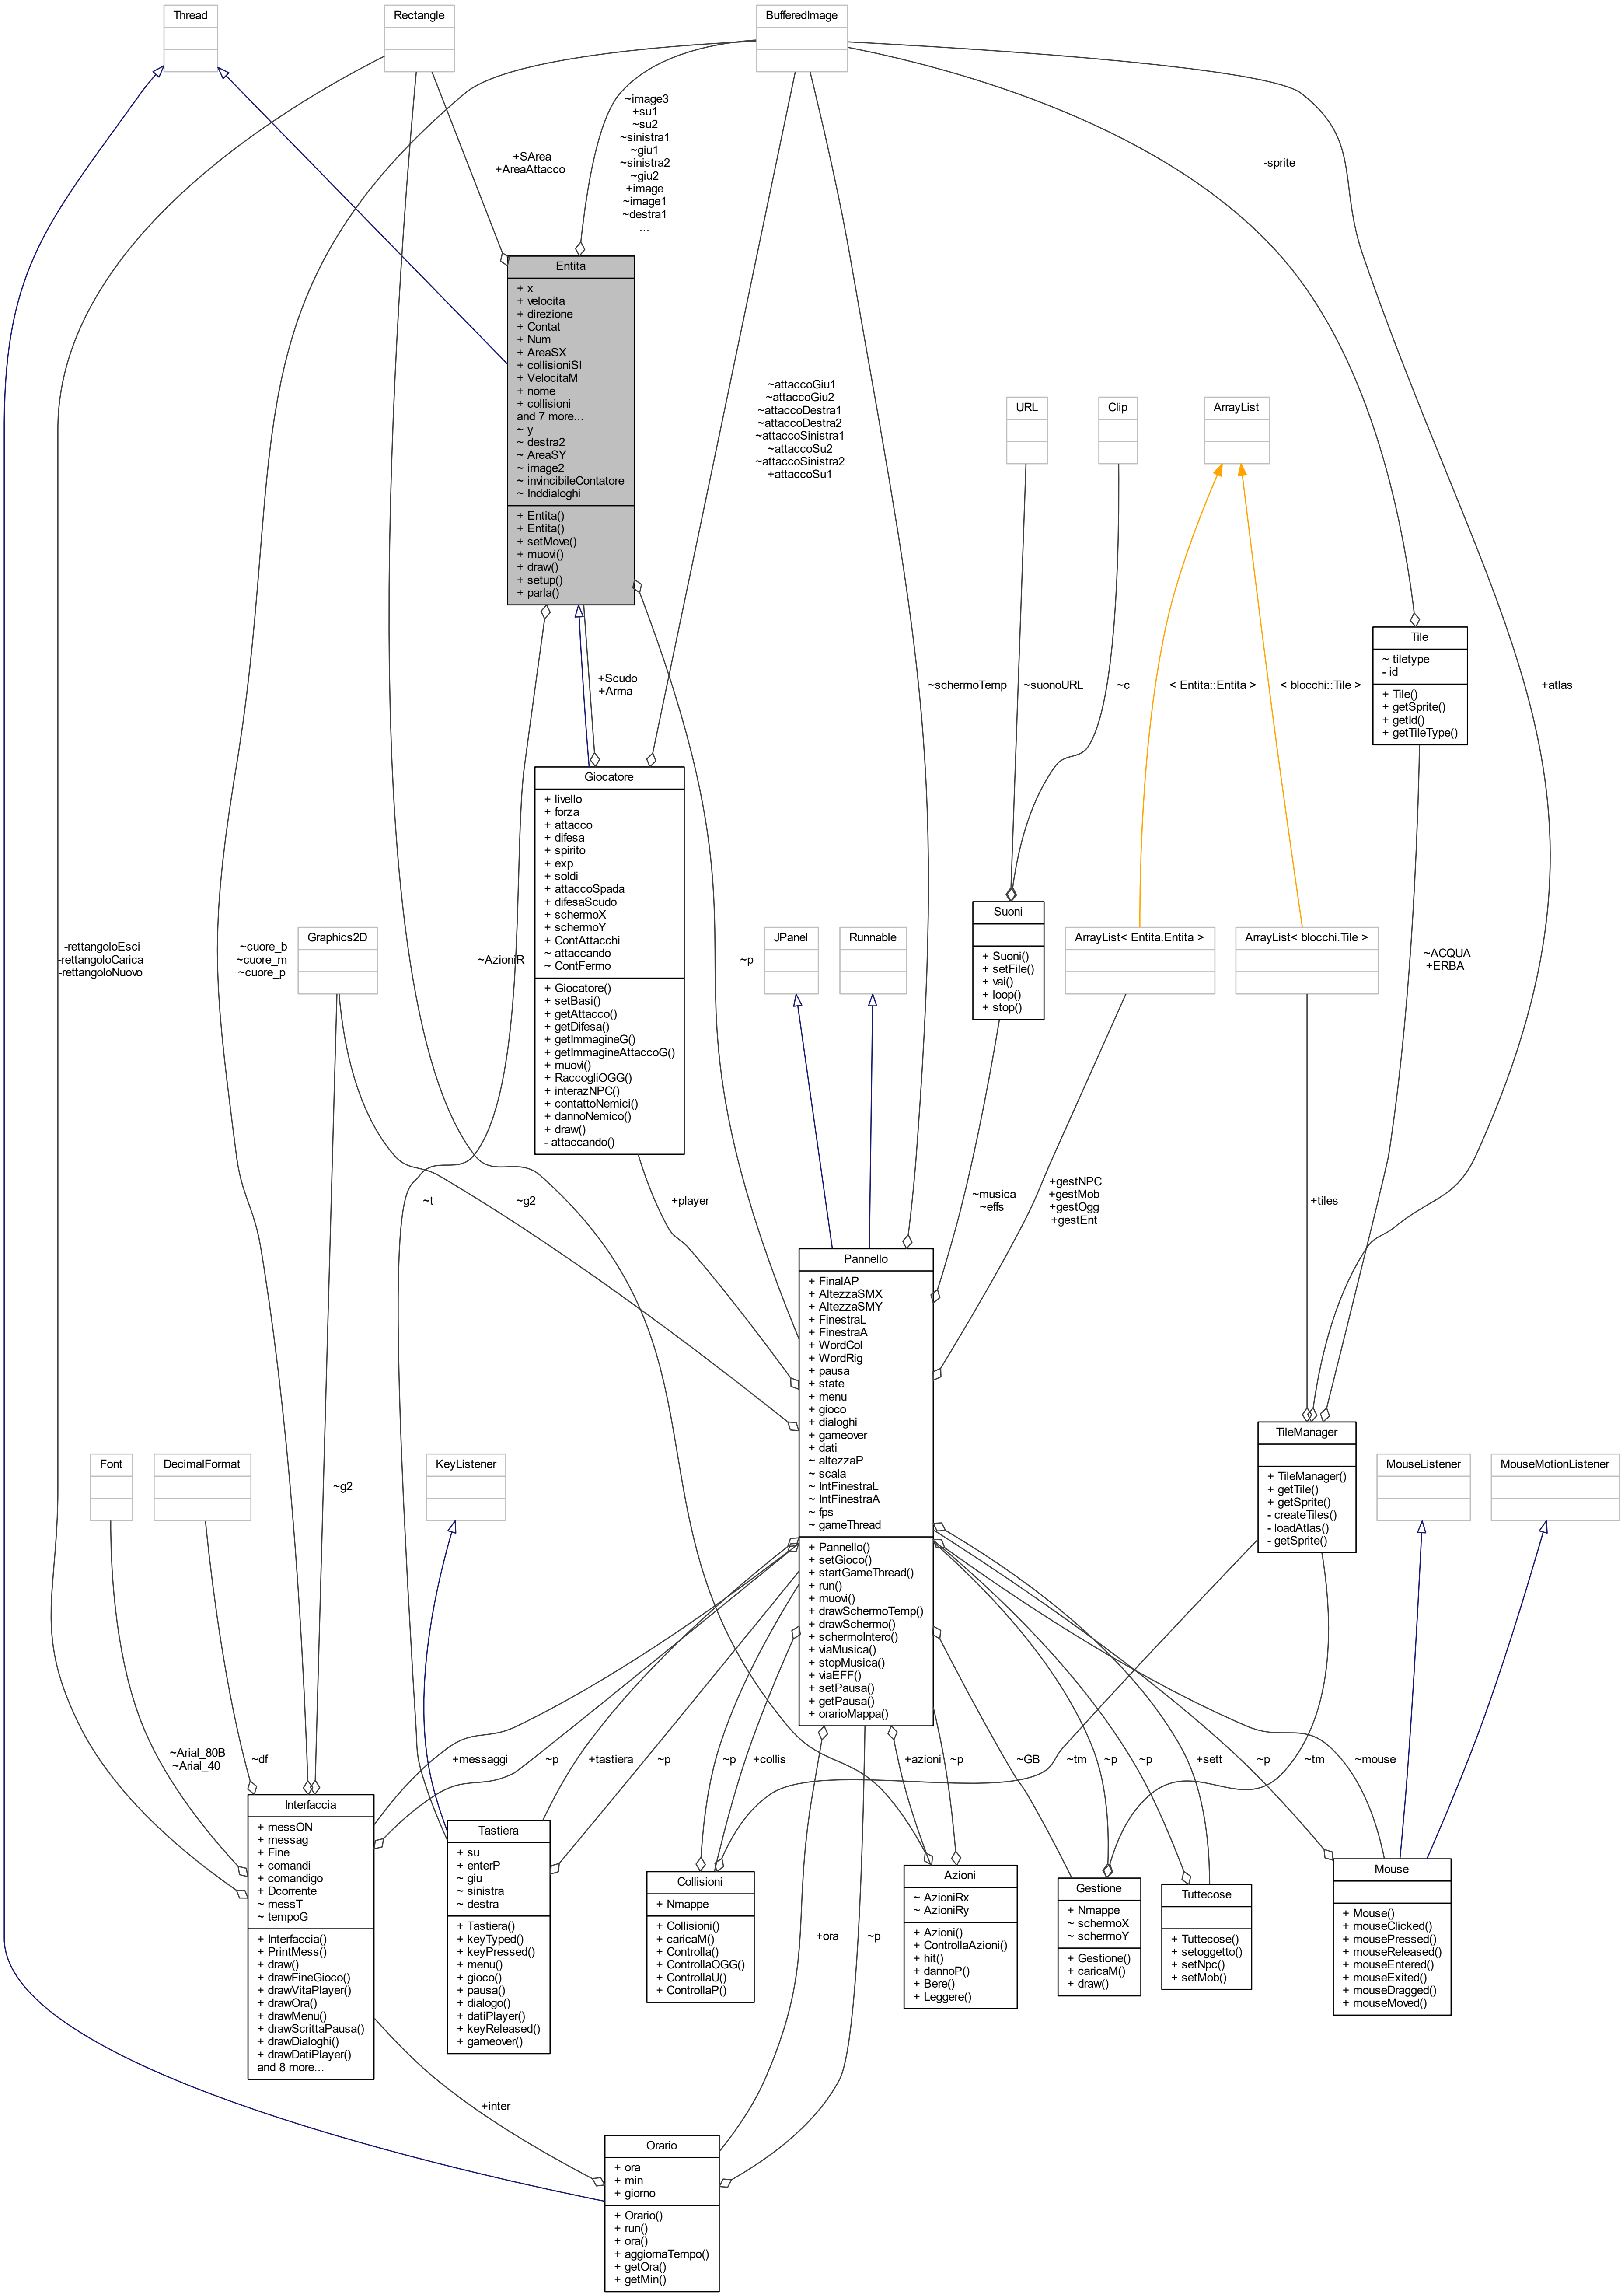 Thread
Rectangle
BufferedImage
~image3
+su1
~su2
~sinistra1
~giu1
~sinistra2
~giu2
+image
~image1
~destra1
...
+SArea
+AreaAttacco
-sprite
Entita
+ x
+ velocita
+ direzione
+ Contat
+ Num
+ AreaSX
+ collisioniSI
+ VelocitaM
+ nome
+ collisioni
and 7 more...
~ y
~ destra2
~ AreaSY
~ image2
~ invincibileContatore
~ Inddialoghi
+ Entita()
+ Entita()
+ setMove()
+ muovi()
+ draw()
+ setup()
+ parla()
~attaccoGiu1
~attaccoGiu2
~attaccoDestra1
~attaccoDestra2
~attaccoSinistra1
~attaccoSu2
~attaccoSinistra2
+attaccoSu1
URL
Clip
ArrayList
Tile
~ tiletype
- id
+ Tile()
+ getSprite()
+ getId()
+ getTileType()
+Scudo
+Arma
~schermoTemp
~suonoURL
~c
< Entita::Entita >
< blocchi::Tile >
+atlas
Giocatore
+ livello
+ forza
+ attacco
+ difesa
+ spirito
+ exp
+ soldi
+ attaccoSpada
+ difesaScudo
+ schermoX
+ schermoY
+ ContAttacchi
~ attaccando
~ ContFermo
+ Giocatore()
+ setBasi()
+ getAttacco()
+ getDifesa()
+ getImmagineG()
+ getImmagineAttaccoG()
+ muovi()
+ RaccogliOGG()
+ interazNPC()
+ contattoNemici()
+ dannoNemico()
+ draw()
- attaccando()
-rettangoloEsci
-rettangoloCarica
-rettangoloNuovo
~cuore_b
~cuore_m
~cuore_p
Graphics2D
~AzioniR
~p
JPanel
Runnable
Suoni
+ Suoni()
+ setFile()
+ vai()
+ loop()
+ stop()
ArrayList< Entita.Entita >
ArrayList< blocchi.Tile >
~ACQUA
+ERBA
~t
~g2
+player
~musica
~effs
+gestNPC
+gestMob
+gestOgg
+gestEnt
+tiles
Pannello
+ FinalAP
+ AltezzaSMX
+ AltezzaSMY
+ FinestraL
+ FinestraA
+ WordCol
+ WordRig
+ pausa
+ state
+ menu
+ gioco
+ dialoghi
+ gameover
+ dati
~ altezzaP
~ scala
~ IntFinestraL
~ IntFinestraA
~ fps
~ gameThread
+ Pannello()
+ setGioco()
+ startGameThread()
+ run()
+ muovi()
+ drawSchermoTemp()
+ drawSchermo()
+ schermoIntero()
+ viaMusica()
+ stopMusica()
+ viaEFF()
+ setPausa()
+ getPausa()
+ orarioMappa()
Font
DecimalFormat
~g2
KeyListener
TileManager
+ TileManager()
+ getTile()
+ getSprite()
- createTiles()
- loadAtlas()
- getSprite()
MouseListener
MouseMotionListener
~Arial_80B
~Arial_40
~df
+messaggi
~p
+tastiera
~p
~p
+collis
+azioni
~p
~GB
~tm
~p
~p
+sett
~p
~tm
~mouse
Interfaccia
+ messON
+ messag
+ Fine
+ comandi
+ comandigo
+ Dcorrente
~ messT
~ tempoG
+ Interfaccia()
+ PrintMess()
+ draw()
+ drawFineGioco()
+ drawVitaPlayer()
+ drawOra()
+ drawMenu()
+ drawScrittaPausa()
+ drawDialoghi()
+ drawDatiPlayer()
and 8 more...
Tastiera
+ su
+ enterP
~ giu
~ sinistra
~ destra
+ Tastiera()
+ keyTyped()
+ keyPressed()
+ menu()
+ gioco()
+ pausa()
+ dialogo()
+ datiPlayer()
+ keyReleased()
+ gameover()
Collisioni
+ Nmappe
+ Collisioni()
+ caricaM()
+ Controlla()
+ ControllaOGG()
+ ControllaU()
+ ControllaP()
Azioni
~ AzioniRx
~ AzioniRy
+ Azioni()
+ ControllaAzioni()
+ hit()
+ dannoP()
+ Bere()
+ Leggere()
Gestione
+ Nmappe
~ schermoX
~ schermoY
+ Gestione()
+ caricaM()
+ draw()
Tuttecose
+ Tuttecose()
+ setoggetto()
+ setNpc()
+ setMob()
Mouse
+ Mouse()
+ mouseClicked()
+ mousePressed()
+ mouseReleased()
+ mouseEntered()
+ mouseExited()
+ mouseDragged()
+ mouseMoved()
+ora
~p
+inter
Orario
+ ora
+ min
+ giorno
+ Orario()
+ run()
+ ora()
+ aggiornaTempo()
+ getOra()
+ getMin()